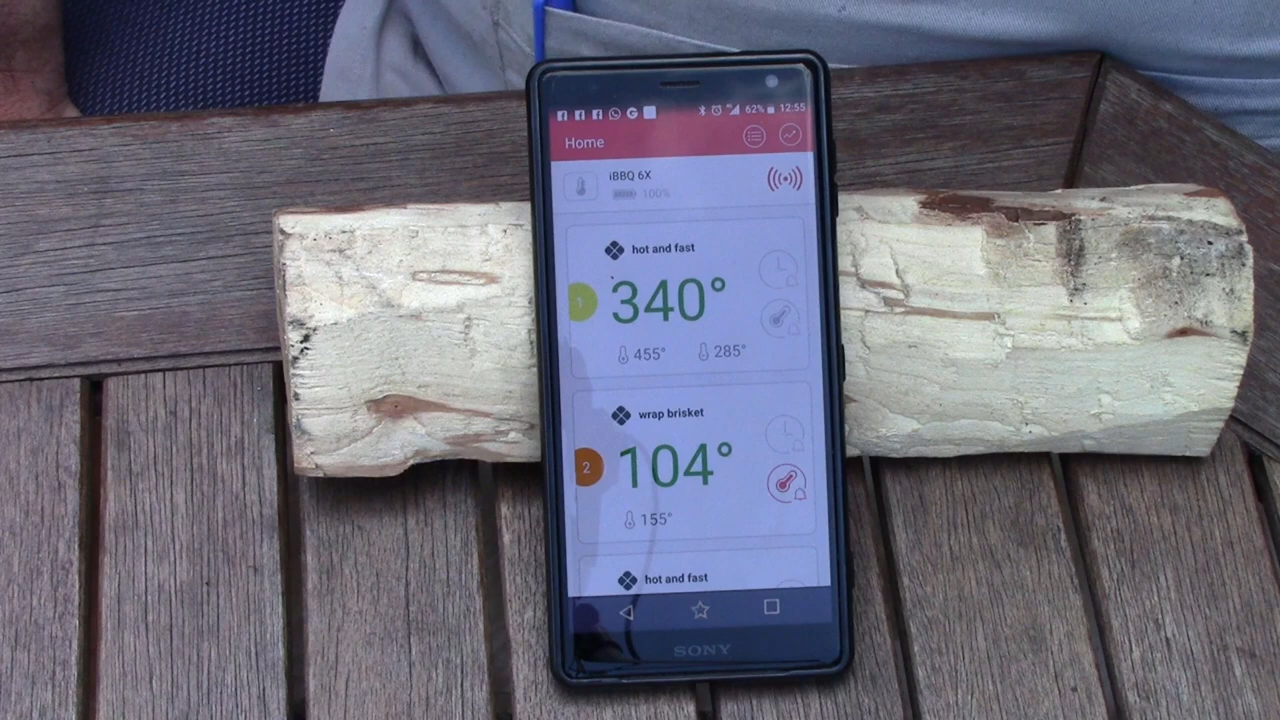 62% 12:55
Home
iBBQ 6X
100%
hot and fast
1
340°
455° 285°
wrap brisket
2
104°
155°
hot and fast
SONY